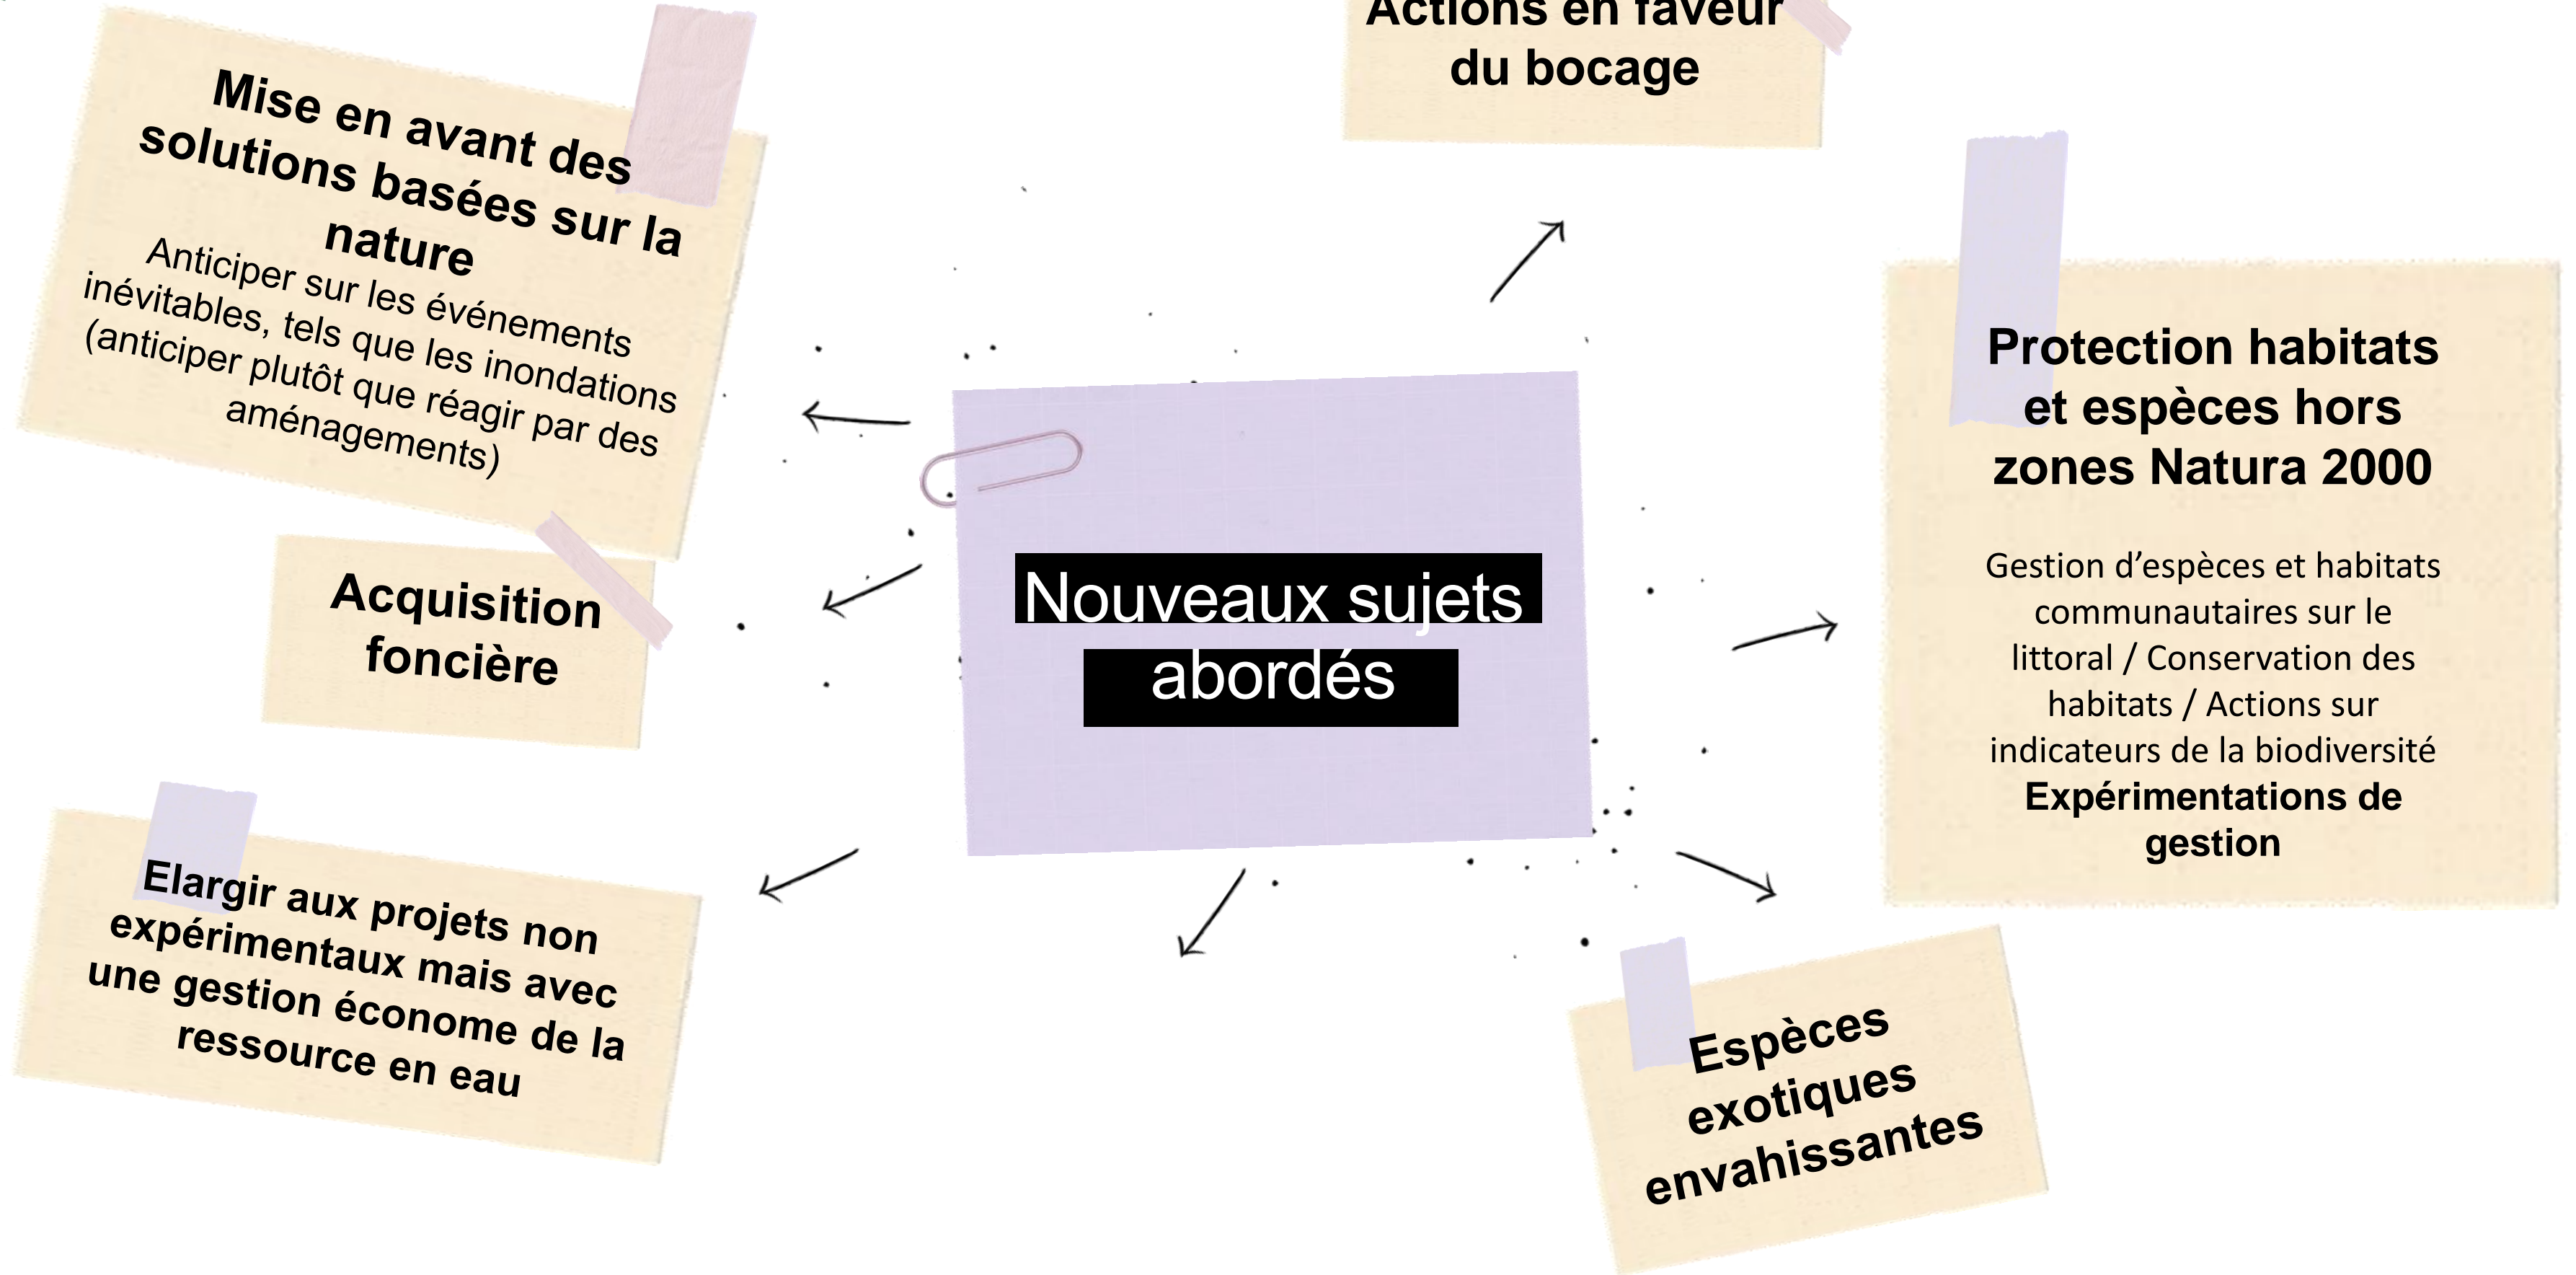 Actions en faveur
du bocage
Mise en avant des
solutions basées sur la
nature
Anticiper sur les événements
inévitables, tels que les inondations
(anticiper plutôt que réagir par des
aménagements)
Protection habitats
et espèces hors
zones Natura 2000
Gestion d’espèces et habitats
communautaires sur le
littoral / Conservation des
habitats / Actions sur
indicateurs de la biodiversité
Expérimentations de
gestion
Nouveaux sujets
abordés
Acquisition
foncière
Elargir aux projets non
expérimentaux mais avec
une gestion économe de la
ressource en eau
Espèces
exotiques
envahissantes